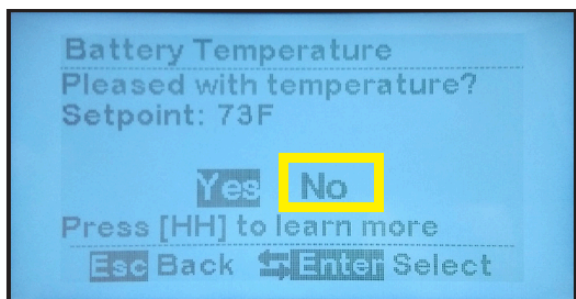 Battery Temperature
Pleased with temperature?
Setpoint: 73F
Yes No
Press [HH] to learn more
Esc Back Enter Select